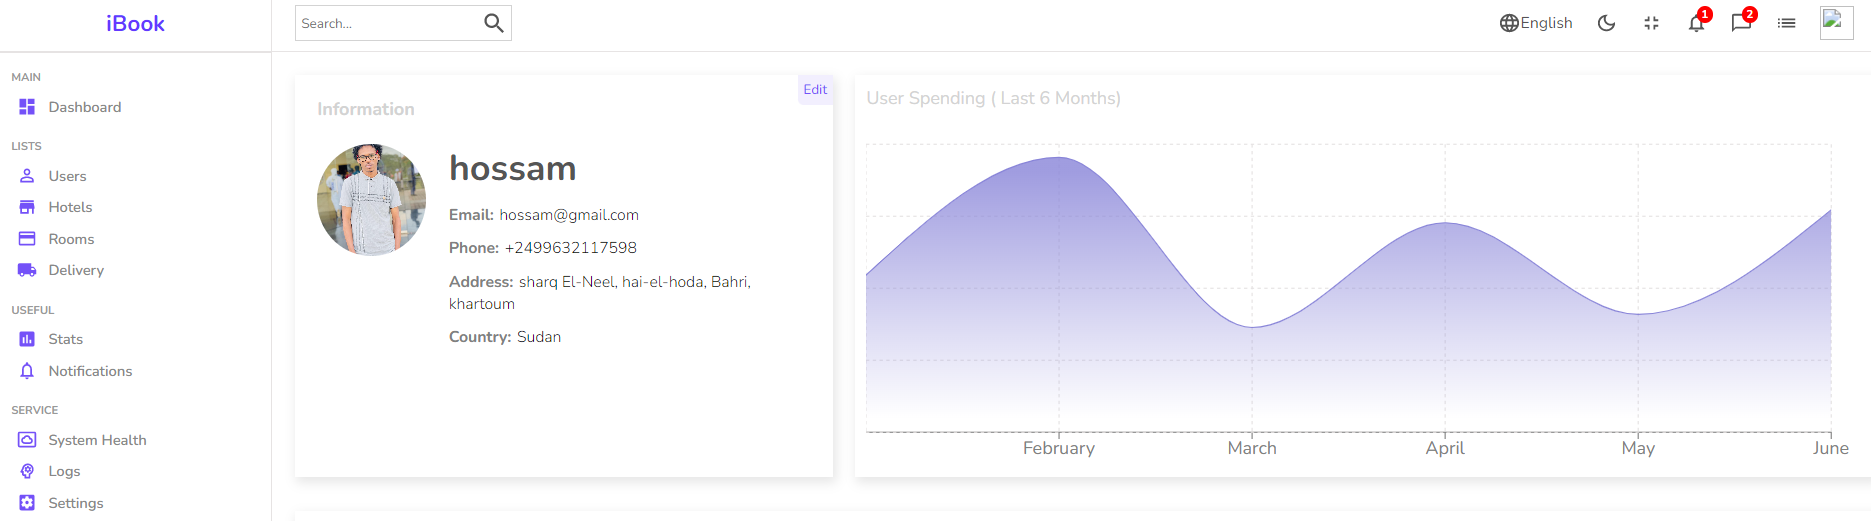 iBook
Search...
English
1
2
MAIN
Dashboard
LISTS
Users
Hotels
Rooms
Delivery
USEFUL
Stats
Notifications
SERVICE
System Health
Logs
Settings
Edit
Information
hossam
Email: hossam@gmail.com
Phone: +2499632117598
Address: sharq El-Neel, hai-el-hoda, Bahri,
khartoum
Country: Sudan
User Spending ( Last 6 Months)
February March April May June